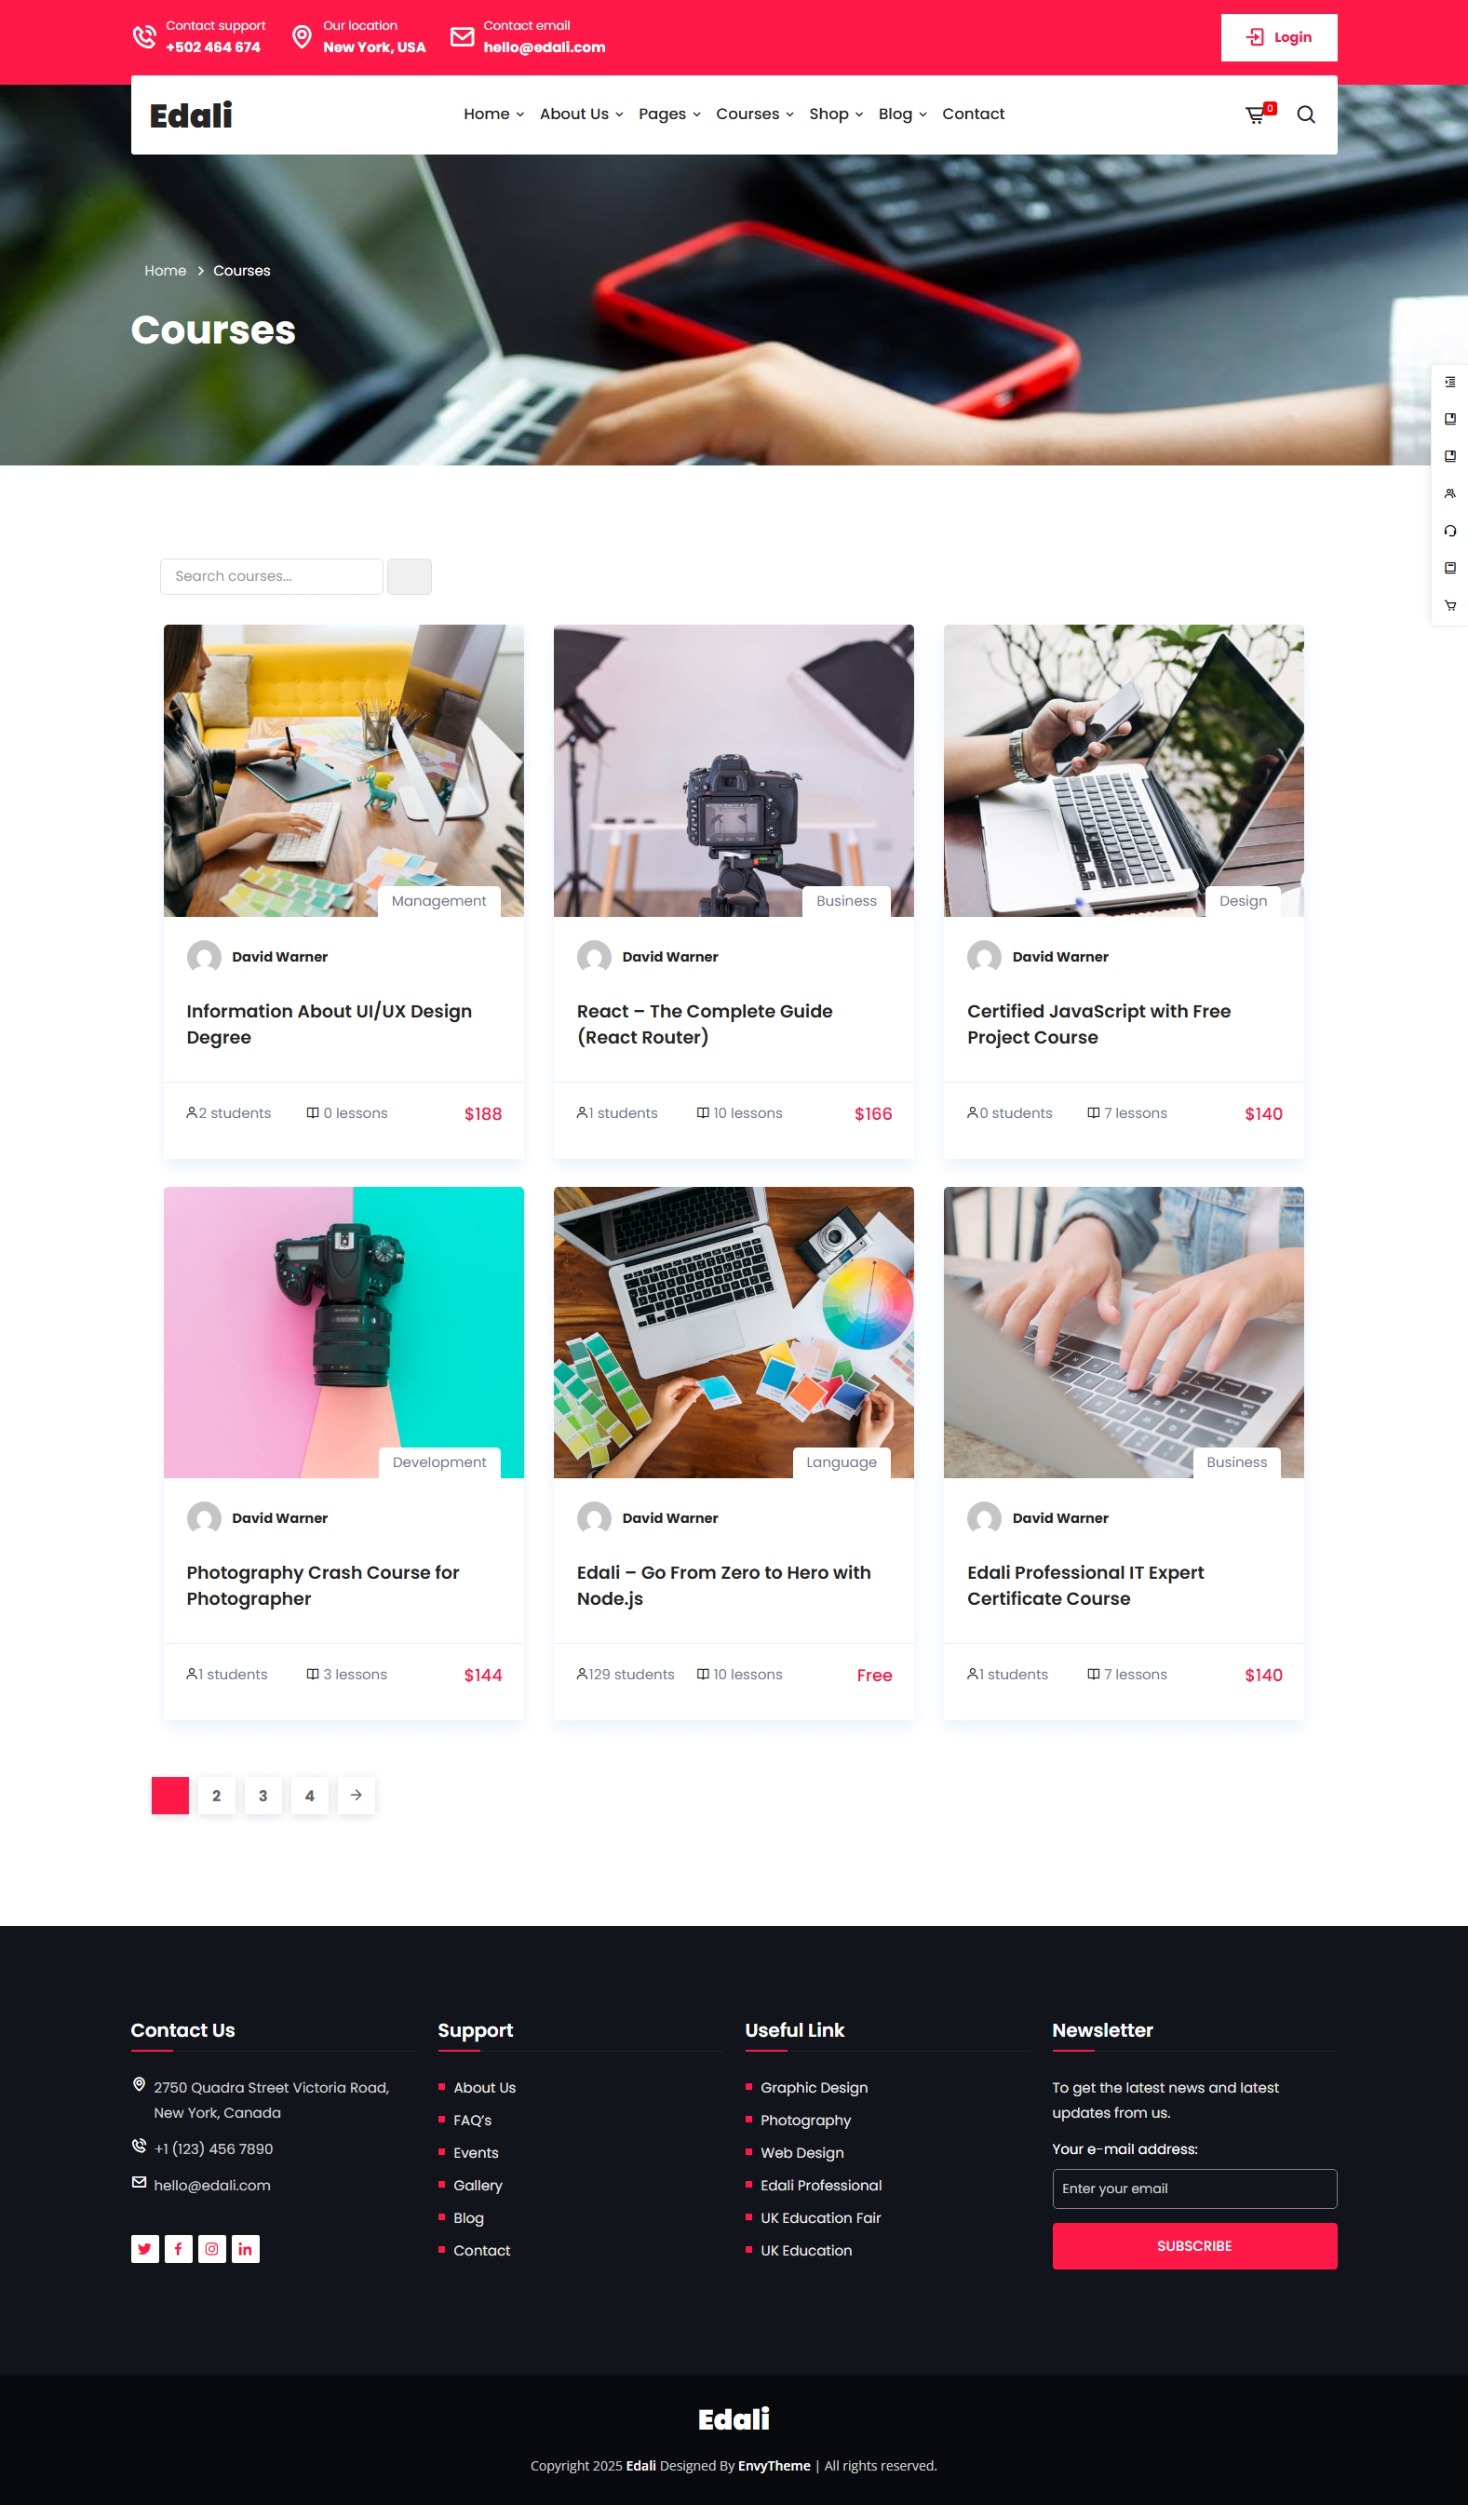 Contact support
+502 464 674
Our location
New York, USA
Contact email
hello@edali.com
Login
Edali
Home
About Us
Pages
Courses
Shop
Blog
Contact
0
Home
Courses
Courses
Search courses...
Management
David Warner
Information About UI/UX Design
Degree
2 students
0 lessons
$188
Business
David Warner
React – The Complete Guide
(React Router)
1 students
10 lessons
$166
Design
David Warner
Certified JavaScript with Free
Project Course
0 students
7 lessons
$140
Development
David Warner
Photography Crash Course for
Photographer
1 students
3 lessons
$144
Language
David Warner
Edali – Go From Zero to Hero with
Node.js
129 students
10 lessons
Free
Business
David Warner
Edali Professional IT Expert
Certificate Course
1 students
7 lessons
$140
2
3
4
Contact Us
2750 Quadra Street Victoria Road,
New York, Canada
+1 (123) 456 7890
hello@edali.com
Support
About Us
FAQ’s
Events
Gallery
Blog
Contact
Useful Link
Graphic Design
Photography
Web Design
Edali Professional
UK Education Fair
UK Education
Newsletter
To get the latest news and latest
updates from us.
Your e-mail address:
Enter your email
SUBSCRIBE
Edali
Copyright 2025 Edali Designed By EnvyTheme | All rights reserved.